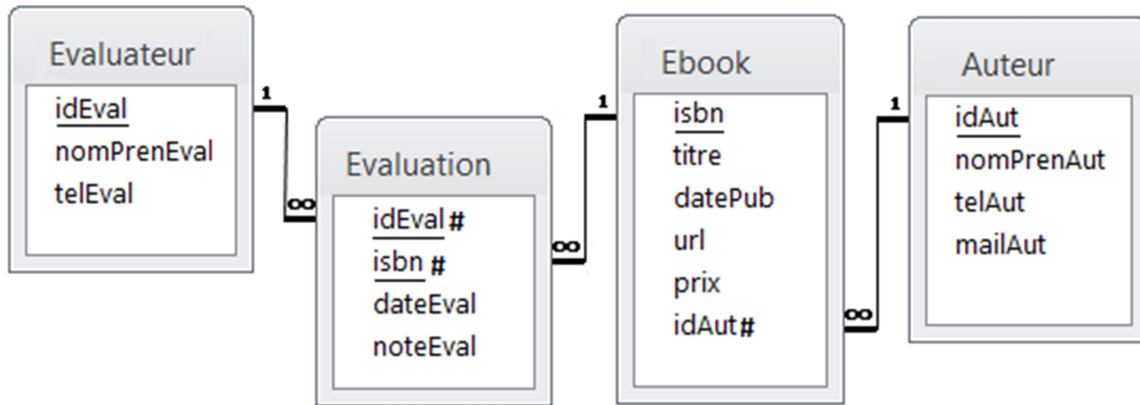 Evaluateur
idEval
nomPrenEval
telEval
1
∞
Evaluation
idEval#
isbn #
dateEval
noteEval
1
∞
Ebook
isbn
titre
datePub
url
prix
idAut#
1
∞
Auteur
idAut
nomPrenAut
telAut
mailAut